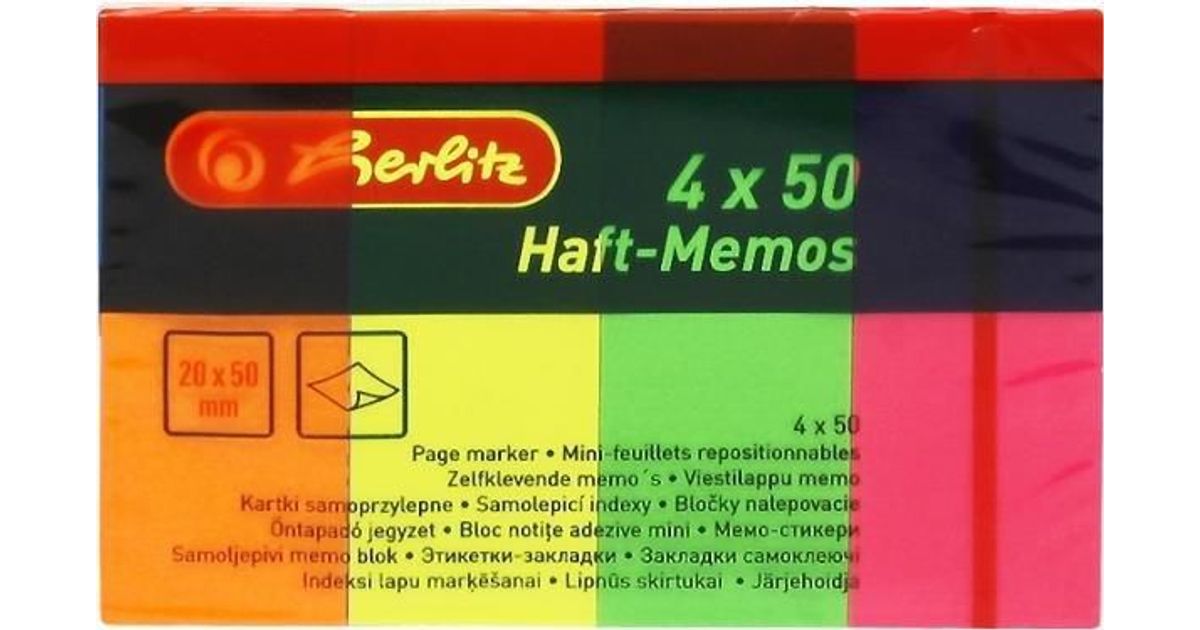 Berlitz
4 x 50
Haft-Memos
20 x 50
mm
4 x 50
Page marker • Mini-feuillets repositionnables
Zelfklevende memo´s • Viestilappu memo
Kartki samoprzylepne • Samolepicí indexy • Bločky nalepovacie
Öntapadó jegyzet • Bloc notițe adezive mini • Мемо-стикери
Samoljepivi memo blok • Этикетки-закладки • Закладки самоклеючі
Indeksi lapu marķēšanai • Lipnūs skirtukai • Järjehoidja